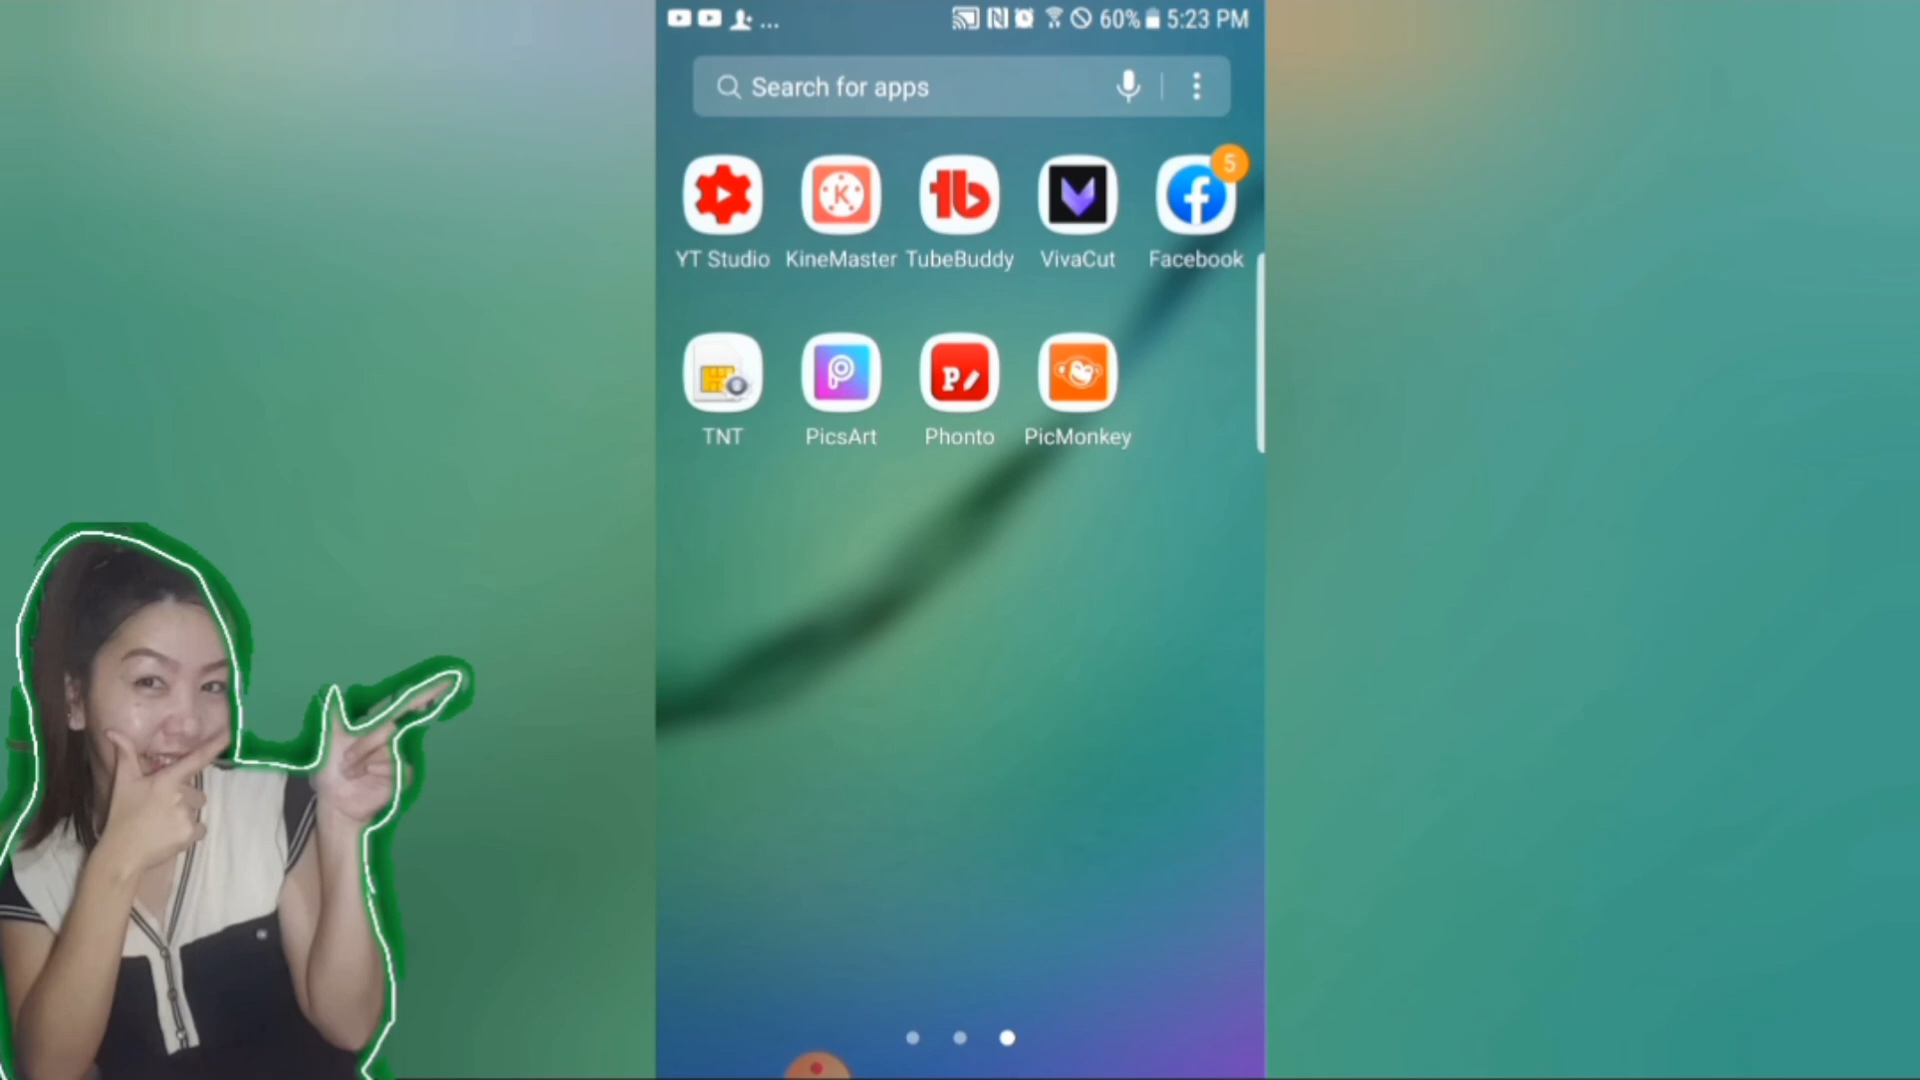 ... 60% 5:23 PM
Search for apps
5
YT Studio KineMaster TubeBuddy VivaCut Facebook
TNT PicsArt Phonto PicMonkey